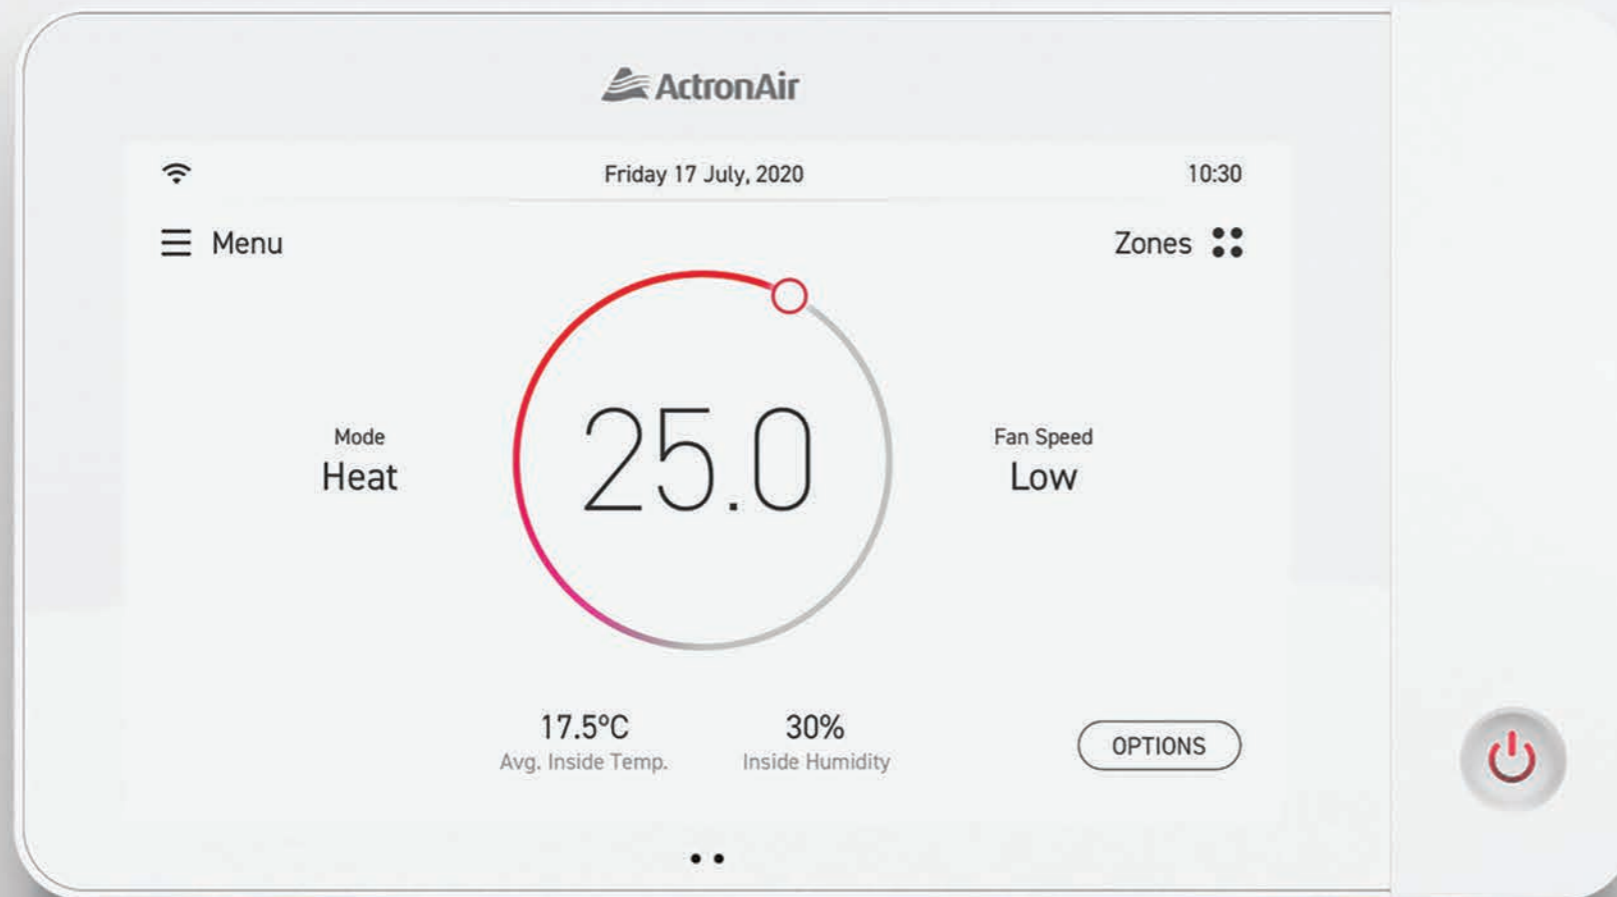 ActronAir
Friday 17 July, 2020
10:30
Menu
Zones
Mode
Heat
25.0
Fan Speed
Low
17.5ºC
Avg. Inside Temp.
30%
Inside Humidity
OPTIONS